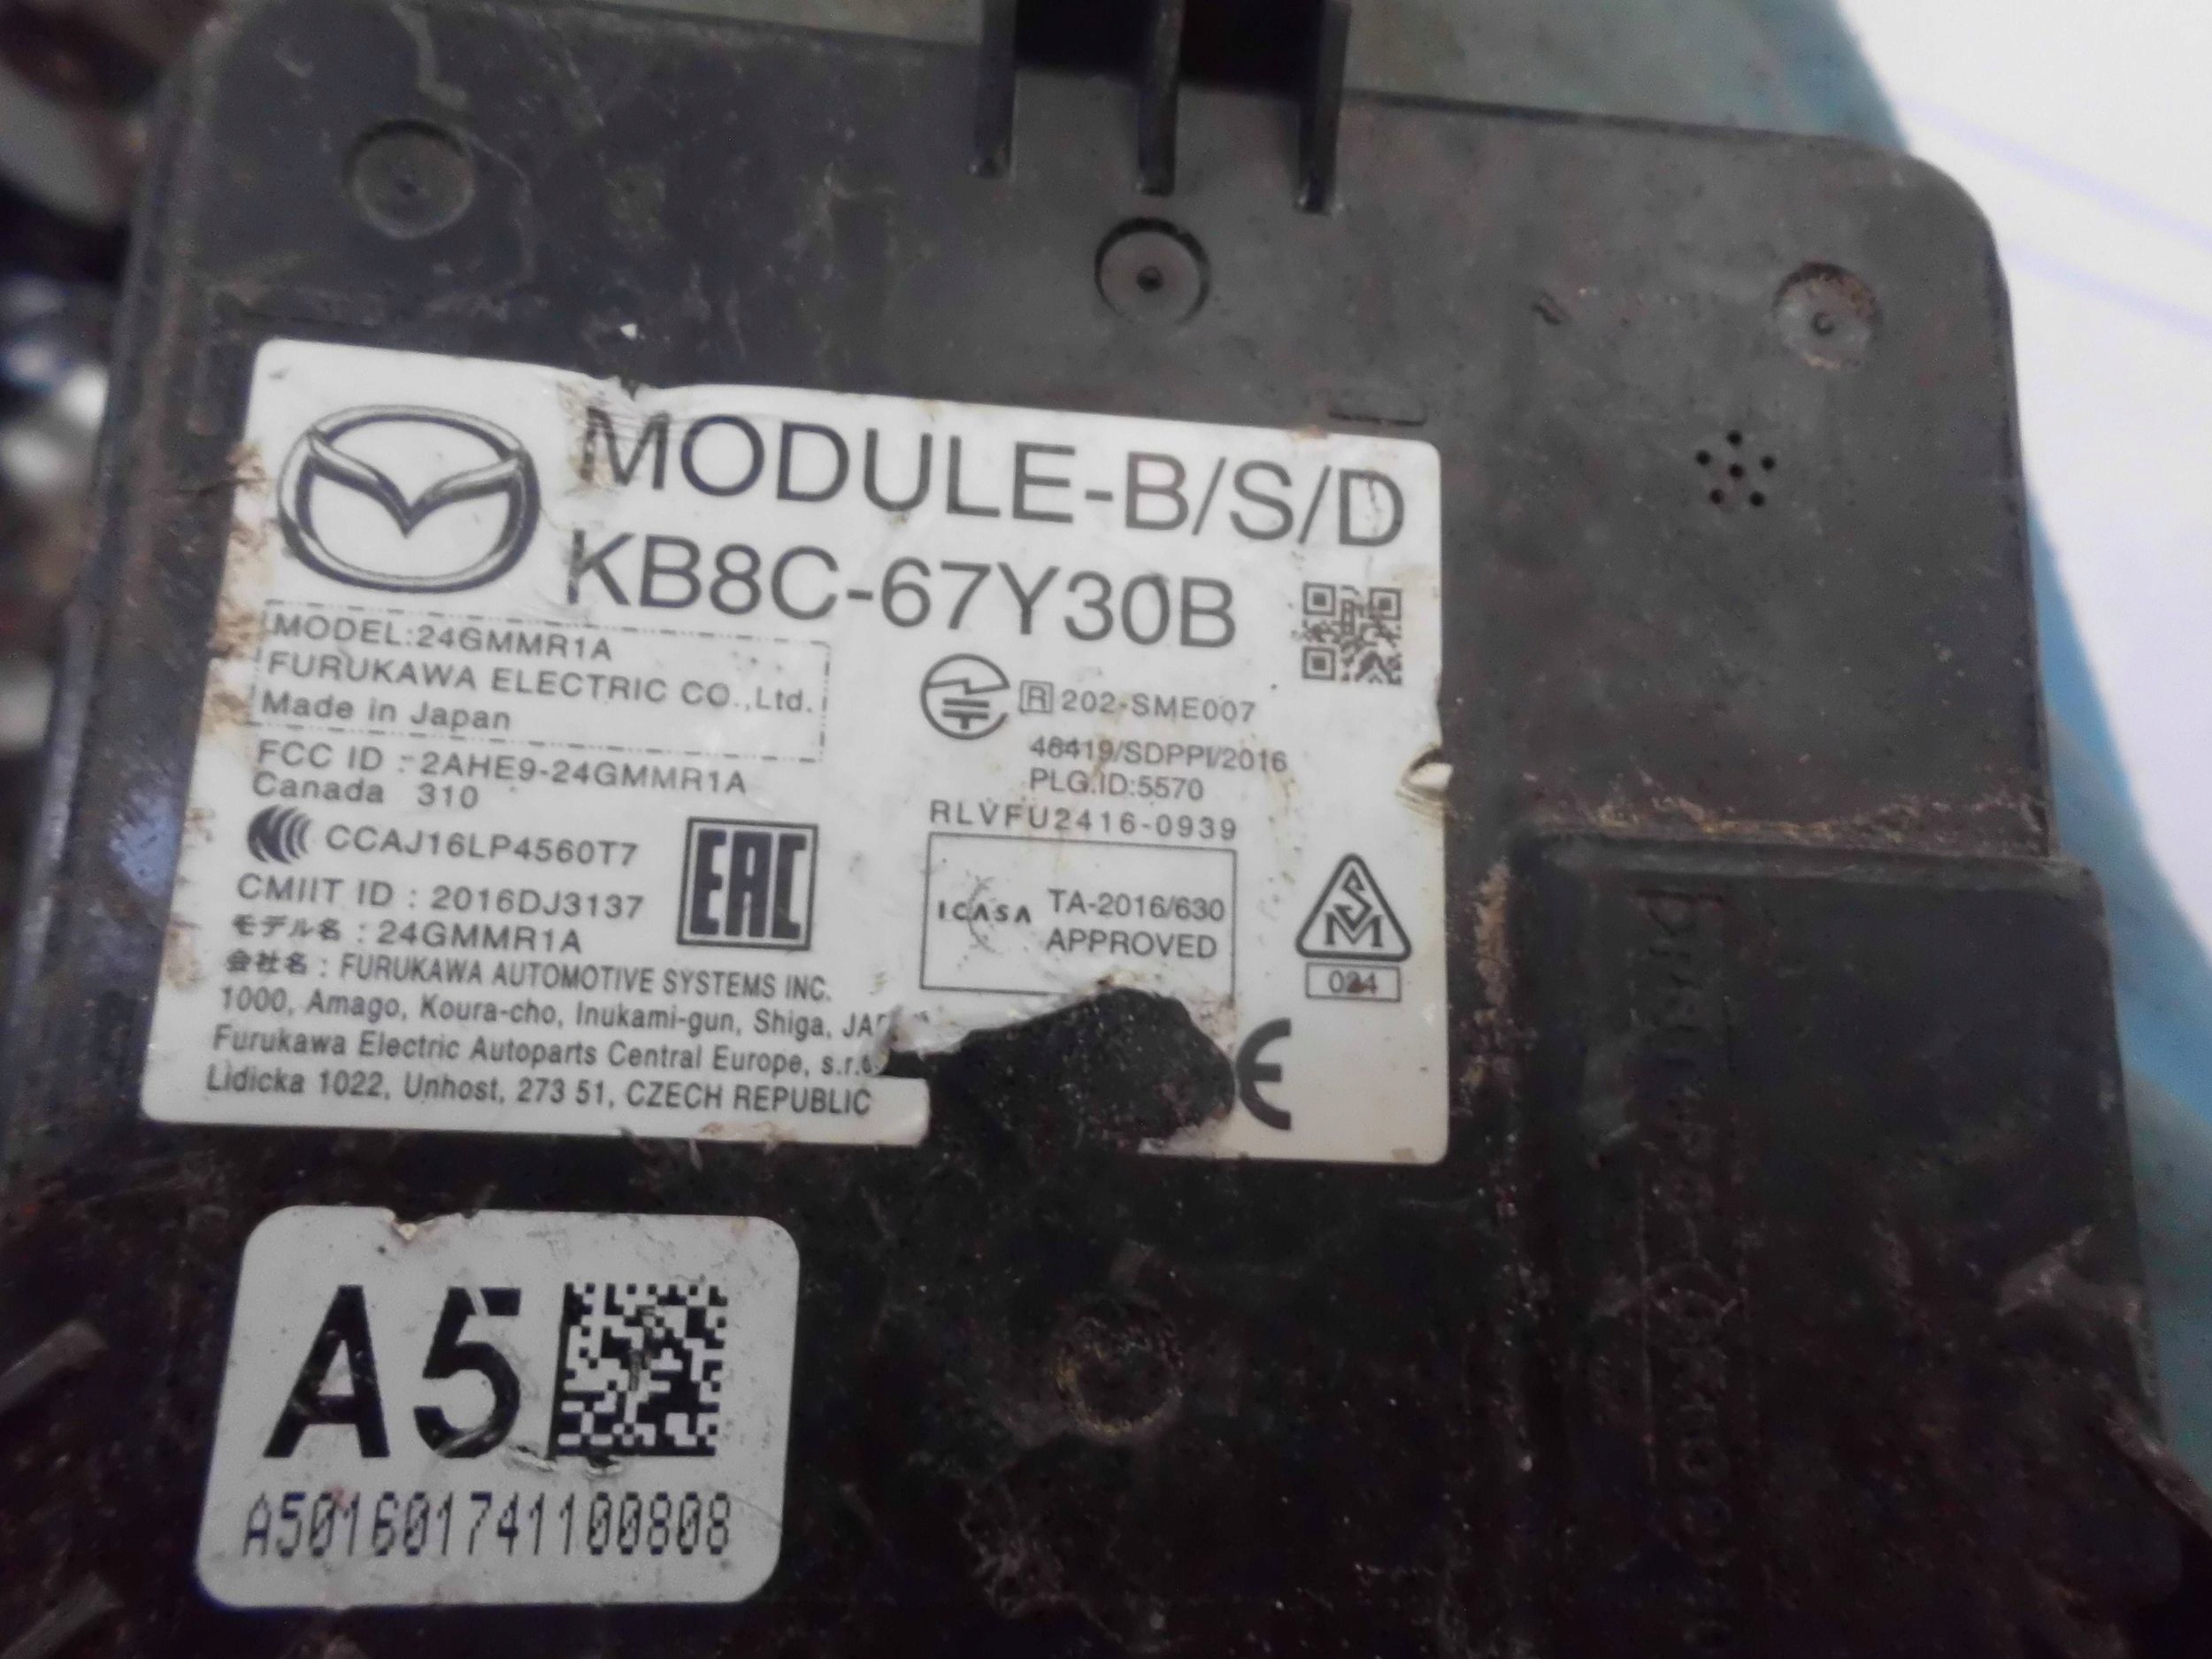 MODULE-B/S/D
KB8C-67Y30B
MODEL:24GMMR1A
FURUKAWA ELECTRIC CO.,Ltd.
Made in Japan
FCC ID : 2AHE9-24GMMR1A
Canada 310
CCAJ16LP4560T7
CMIIT ID : 2016DJ3137
モデル名 : 24GMMR1A
会社名 : FURUKAWA AUTOMOTIVE SYSTEMS INC.
1000, Amago, Koura-cho, Inukami-gun, Shiga,
Furukawa Electric Autoparts Central Europe, s.r.o
Lidicka 1022, Unhost, 273 51, CZECH REPUBLIC
EAC
R 202-SME007
46419/SDPPI/2016
PLG.ID:5570
RLVFU2416-0939
ICASA TA-2016/630
APPROVED
SM
024
A5
A501601741100808